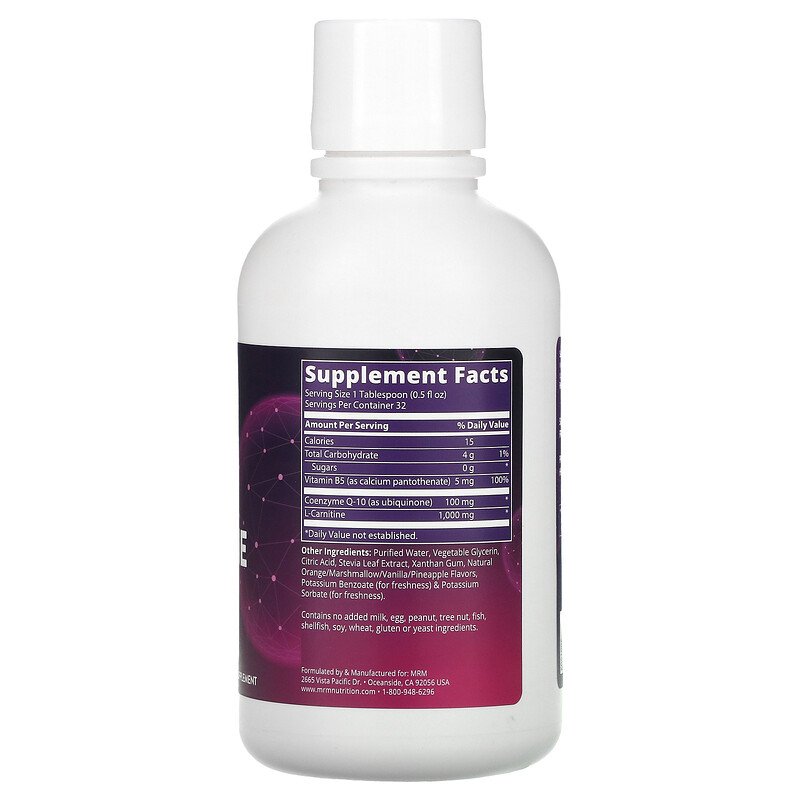 Supplement Facts
Serving Size 1 Tablespoon (0.5 fl oz)
Servings Per Container 32
Amount Per Serving % Daily Value
Calories 15
Total Carbohydrate 4 g 1%
Sugars 0 g *
Vitamin B5 (as calcium pantothenate) 5 mg 100%
Coenzyme Q-10 (as ubiquinone) 100 mg *
L-Carnitine 1,000 mg *
*Daily Value not established.
Other Ingredients: Purified Water, Vegetable Glycerin,
Citric Acid, Stevia Leaf Extract, Xanthan Gum, Natural
Orange/Marshmallow/Vanilla/Pineapple Flavors,
Potassium Benzoate (for freshness) & Potassium
Sorbate (for freshness).
Contains no added milk, egg, peanut, tree nut, fish,
shellfish, soy, wheat, gluten or yeast ingredients.
Formulated by & Manufactured for: MRM
2665 Vista Pacific Dr. • Oceanside, CA 92056 USA
www.mrmnutrition.com • 1-800-948-6296
E
PLEMENT